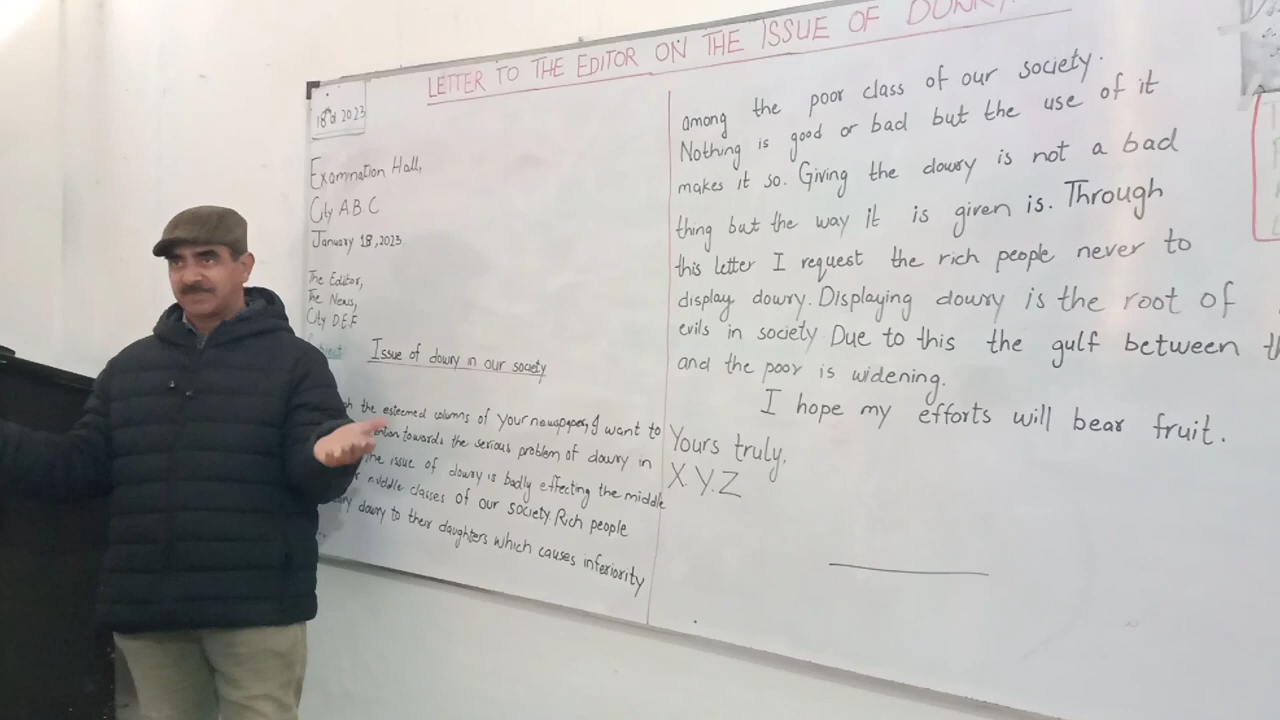 LETTER TO THE EDITOR ON THE ISSUE OF
18th 2023
Examination Hall,
City A.B.C
January 18, 2023
The Editor,
The News,
City D.E.F
Issue of dowry in our society
the esteemed columns of your newspaper, I want to
towards the serious problem of dowry in
the issue of dowry is badly effecting the middle
middle classes of our society. Rich people
dowry to their daughters which causes inferiority
among the poor class of our society.
Nothing is good or bad but the use of it
makes it so. Giving the dowry is not a bad
thing but the way it is given is. Through
this letter I request the rich people never to
display dowry. Displaying dowry is the root of
evils in society Due to this the gulf between
and the poor is widening.
I hope my efforts will bear fruit.
Yours truly,
X.Y.Z